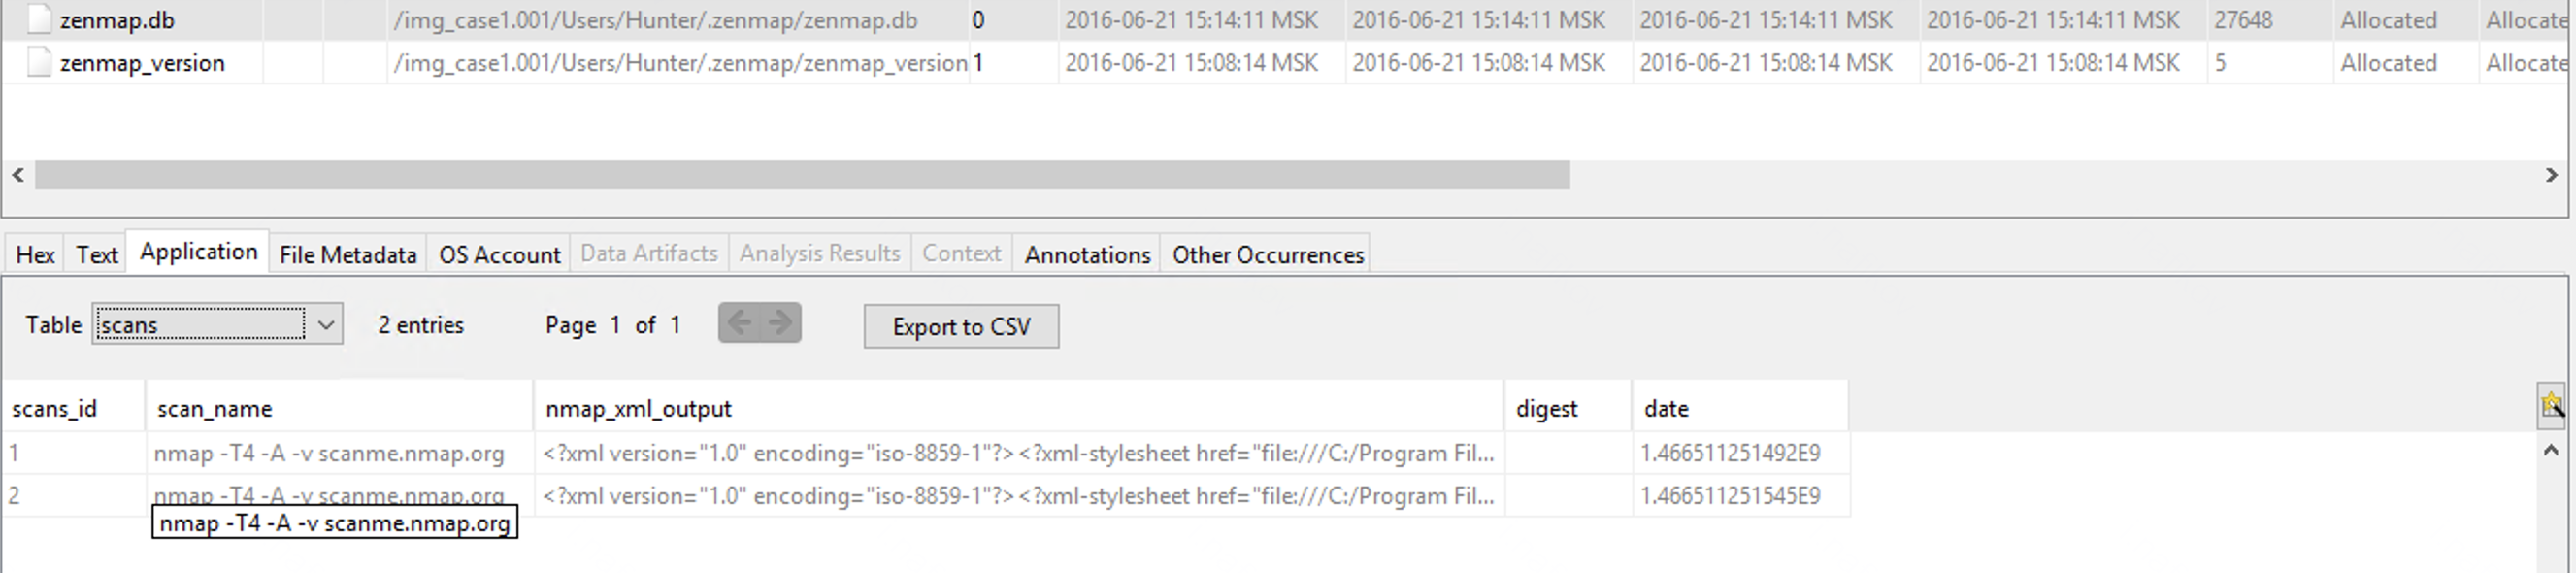 zenmap.db /img_case1.001/Users/Hunter/.zenmap/zenmap.db 0 2016-06-21 15:14:11 MSK 2016-06-21 15:14:11 MSK 2016-06-21 15:14:11 MSK 2016-06-21 15:14:11 MSK 27648 Allocated Allocate
zenmap_version /img_case1.001/Users/Hunter/.zenmap/zenmap_version 1 2016-06-21 15:08:14 MSK 2016-06-21 15:08:14 MSK 2016-06-21 15:08:14 MSK 2016-06-21 15:08:14 MSK 5 Allocated Allocate
Hex Text Application File Metadata OS Account Data Artifacts Analysis Results Context Annotations Other Occurrences
Table scans 2 entries Page 1 of 1 Export to CSV
scans_id scan_name nmap_xml_output digest date
1 nmap -T4 -A -v scanme.nmap.org <?xml version="1.0" encoding="iso-8859-1"?><?xml-stylesheet href="file:///C:/Program Fil... 1.466511251492E9
2 nmap -T4 -A -v scanme.nmap.org <?xml version="1.0" encoding="iso-8859-1"?><?xml-stylesheet href="file:///C:/Program Fil... 1.466511251545E9
nmap -T4 -A -v scanme.nmap.org